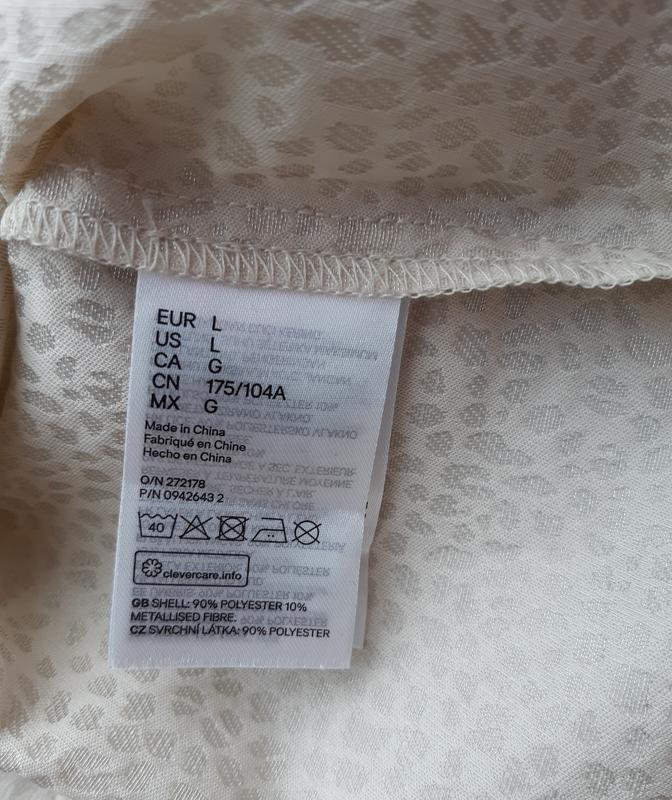 EUR L
US L
CA G
CN 175/104A
MX G
Made in China
Fabriqué en Chine
Hecho en China
O/N 272178
P/N 0942643 2
40
clevercare.info
GB SHELL: 90% POLYESTER 10%
METALLISED FIBRE.
CZ SVRCHNÍ LÁTKA: 90% POLYESTER